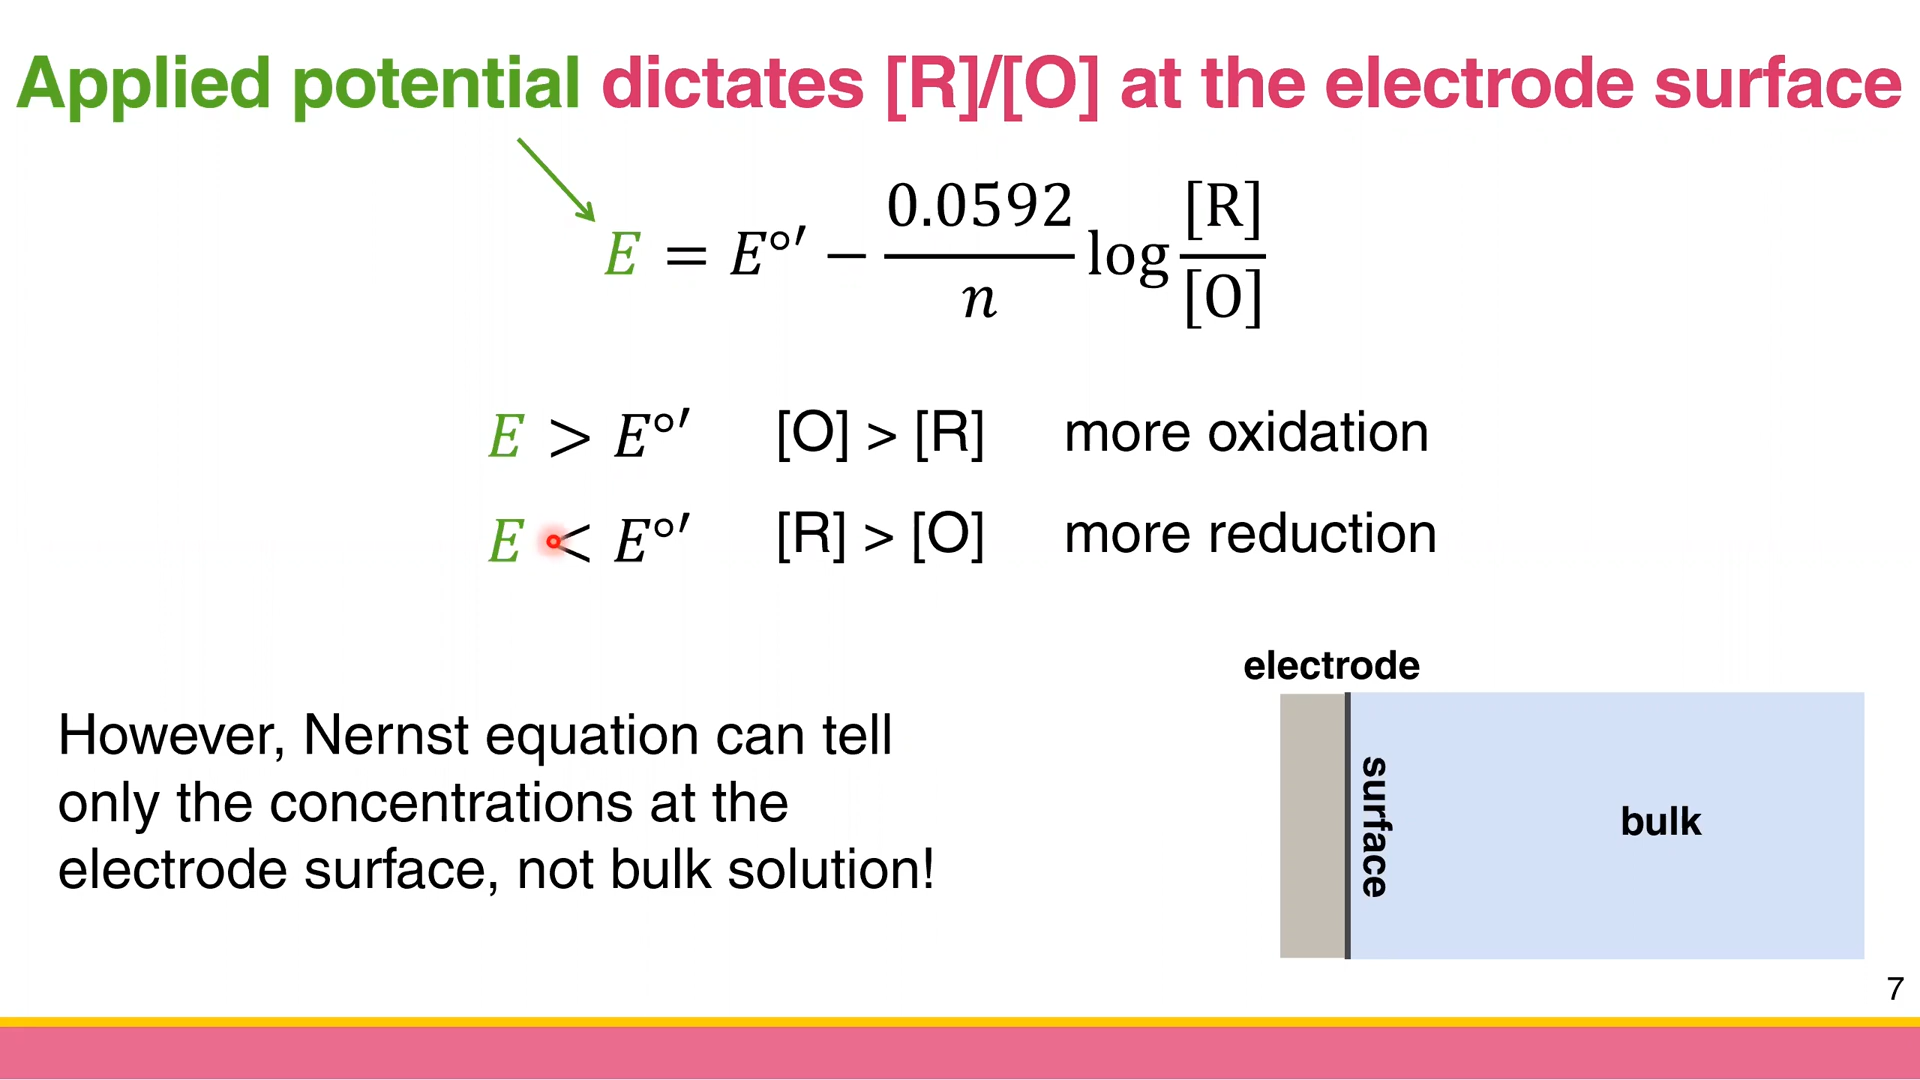 Applied potential dictates [R]/[O] at the electrode surface
E = E°′ − 0.0592/n log [R]/[O]
E > E°′ [O] > [R] more oxidation
E < E°′ [R] > [O] more reduction
electrode
However, Nernst equation can tell
only the concentrations at the
electrode surface, not bulk solution!
surface
bulk
7